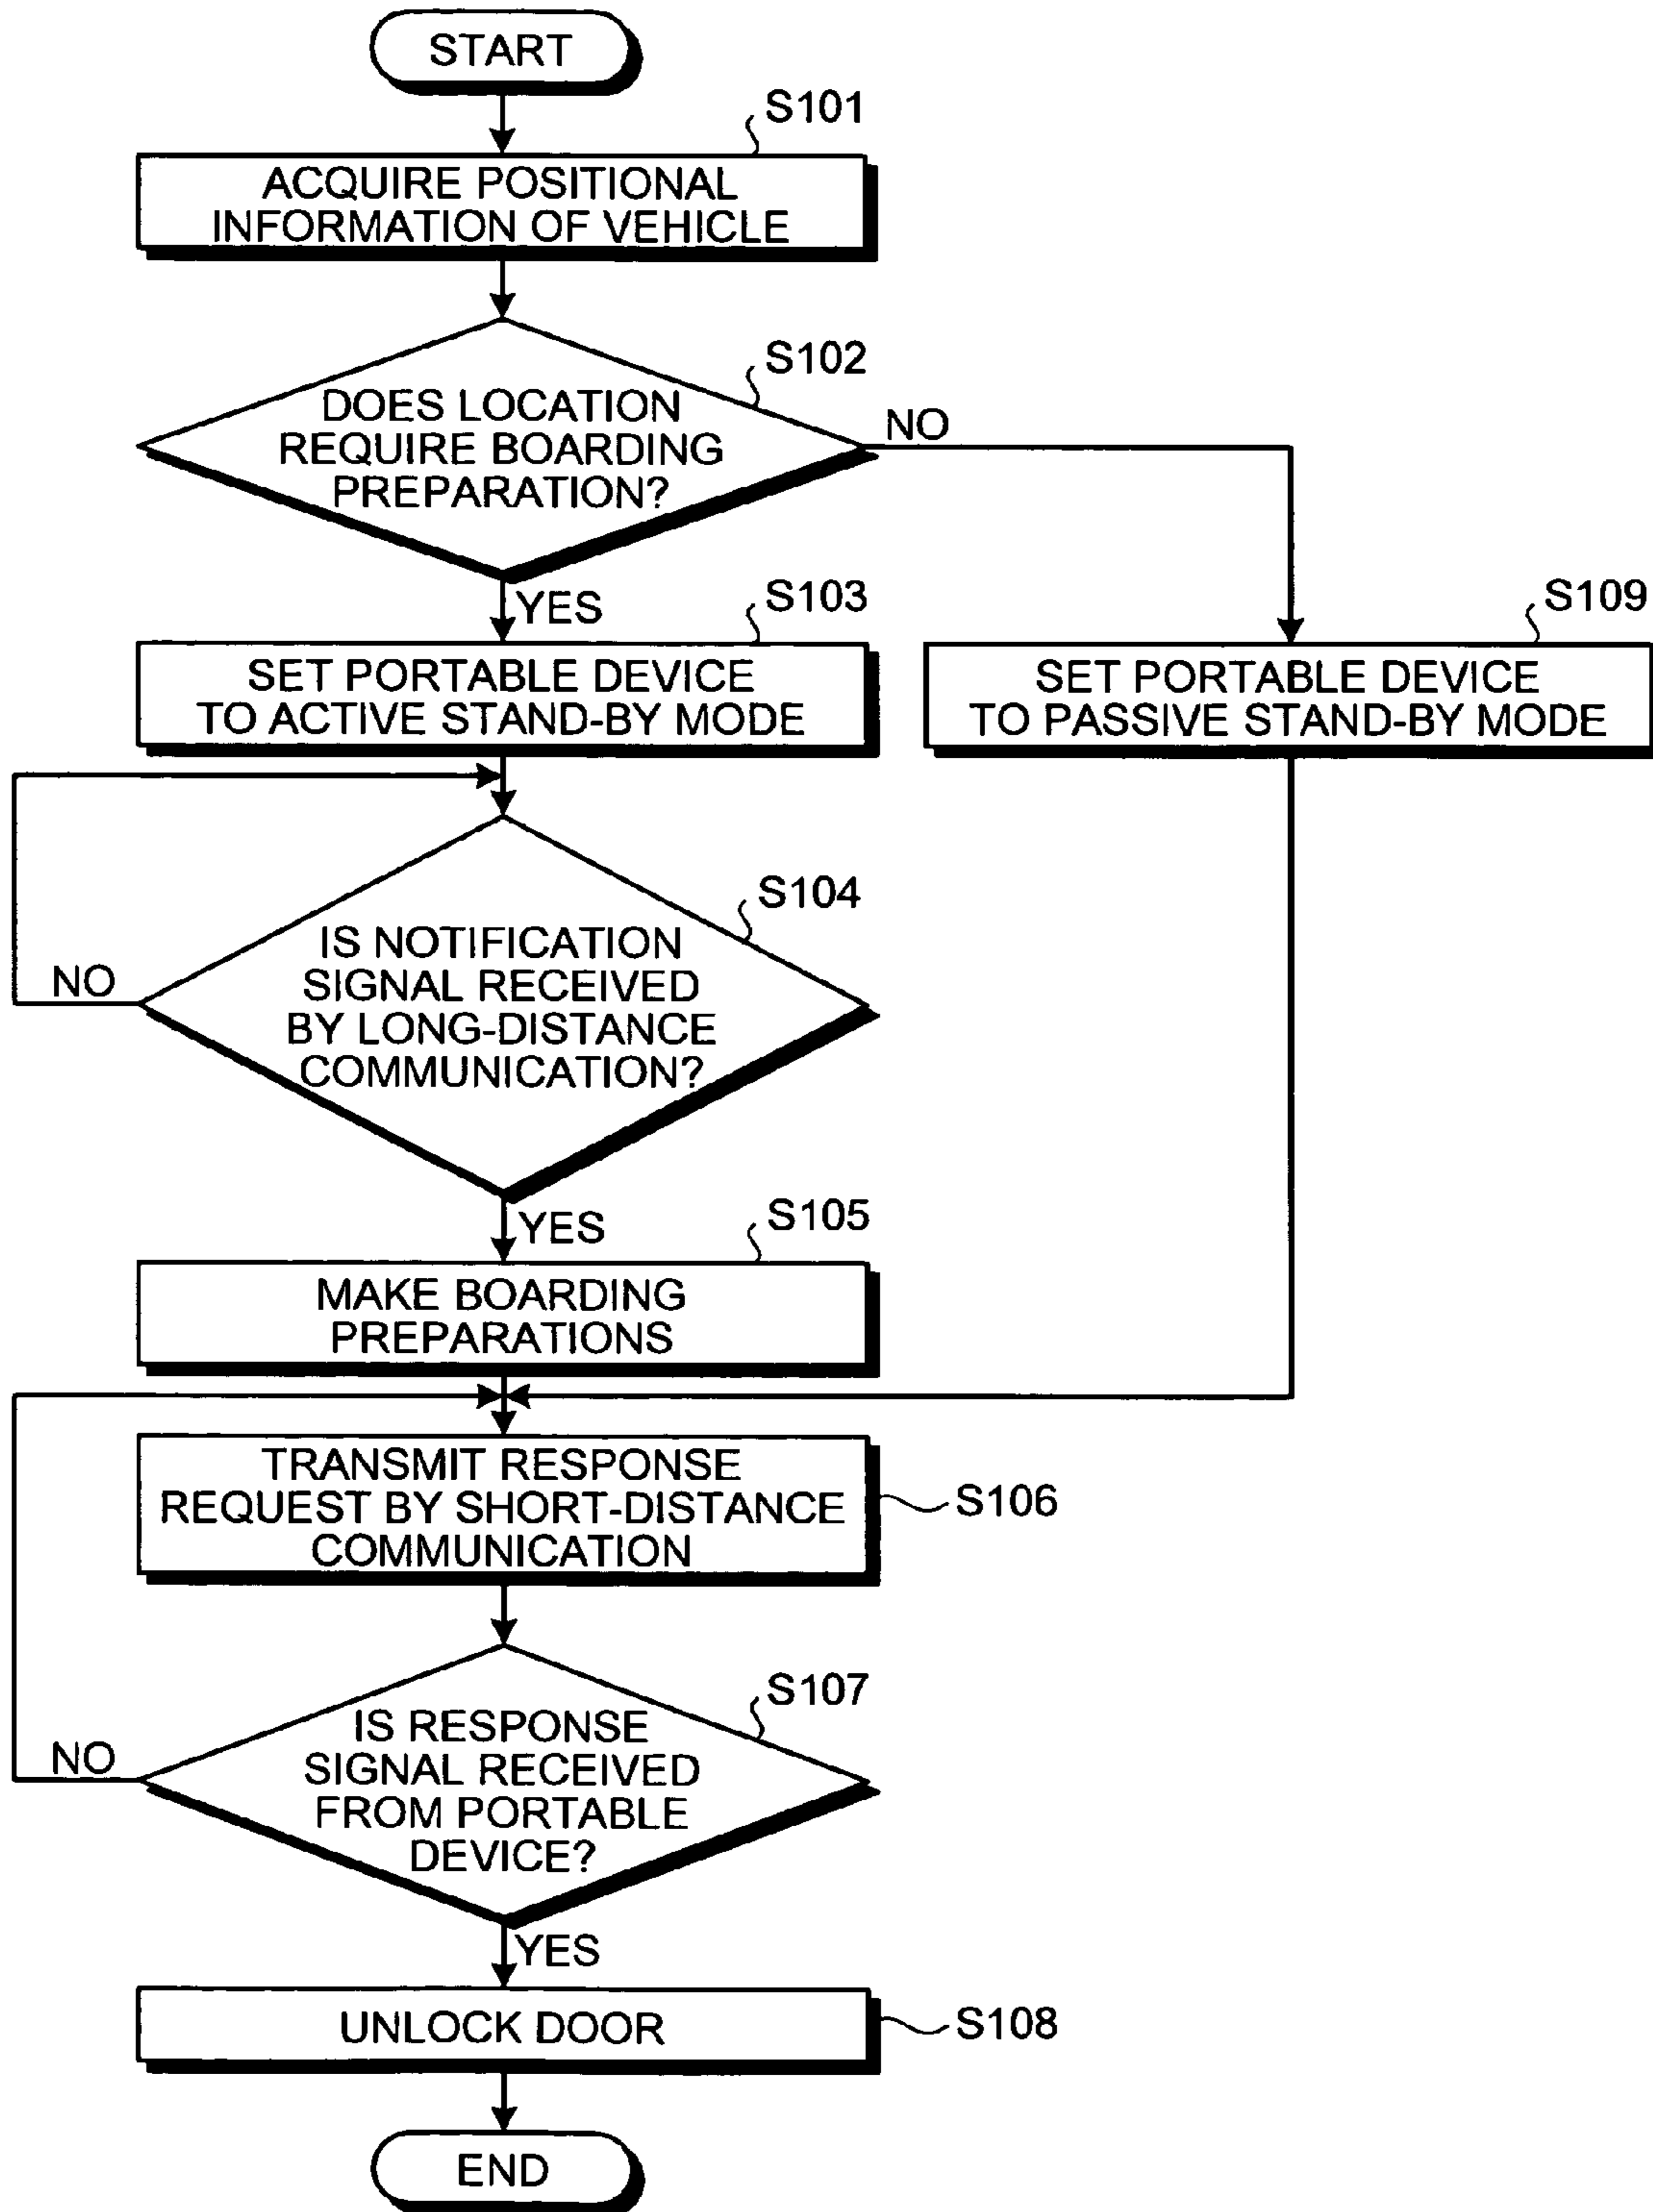 START
S101
ACQUIRE POSITIONAL
INFORMATION OF VEHICLE
S102
DOES LOCATION
REQUIRE BOARDING
PREPARATION?
NO
YES
S103
SET PORTABLE DEVICE
TO ACTIVE STAND-BY MODE
S109
SET PORTABLE DEVICE
TO PASSIVE STAND-BY MODE
S104
IS NOTIFICATION
SIGNAL RECEIVED
BY LONG-DISTANCE
COMMUNICATION?
NO
YES
S105
MAKE BOARDING
PREPARATIONS
TRANSMIT RESPONSE
REQUEST BY SHORT-DISTANCE
COMMUNICATION
S106
S107
IS RESPONSE
SIGNAL RECEIVED
FROM PORTABLE
DEVICE?
NO
YES
UNLOCK DOOR
S108
END